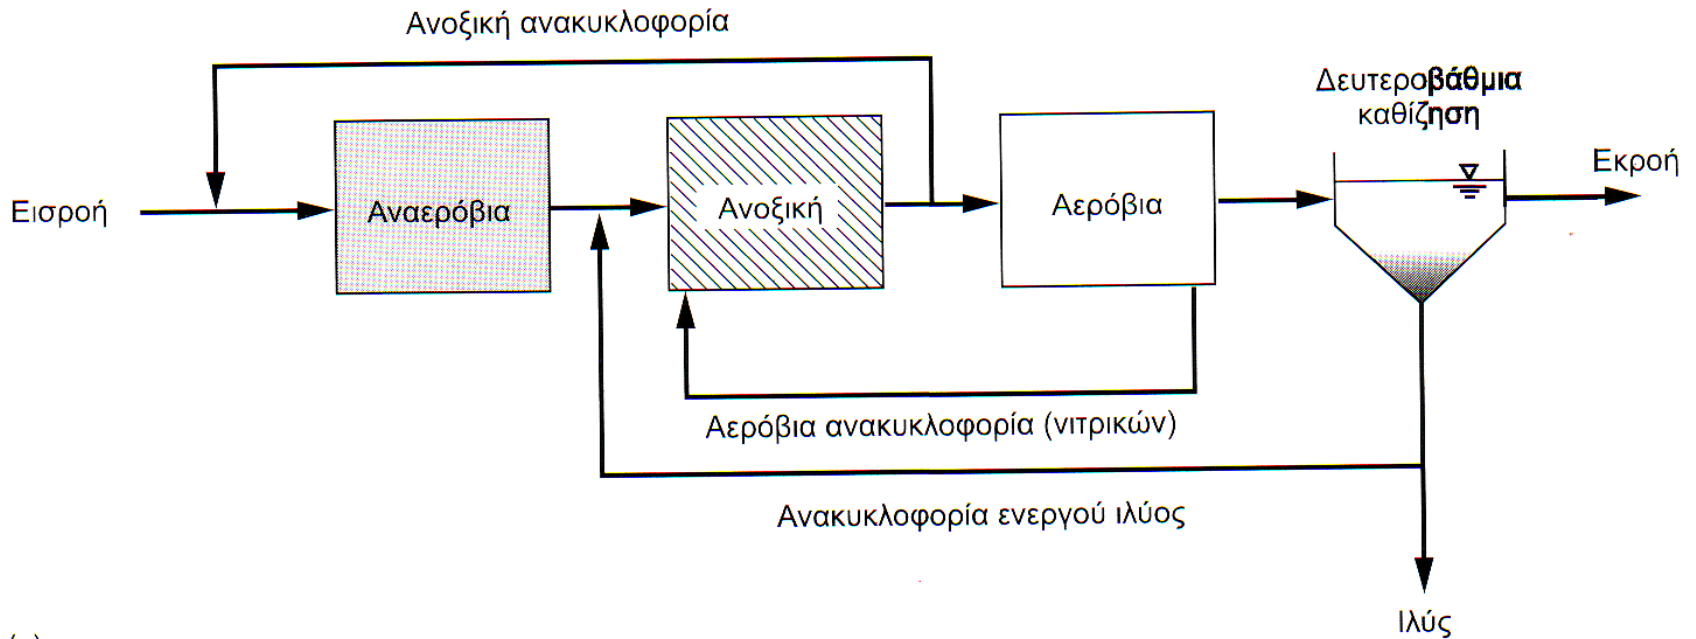 Ανοξική ανακυκλοφορία
Δευτεροβάθμια
καθίζηση
Εκροή
Εισροή
Αναερόβια
Ανοξική
Αερόβια
Αερόβια ανακυκλοφορία (νιτρικών)
Ανακυκλοφορία ενεργού ιλύος
Ιλύς